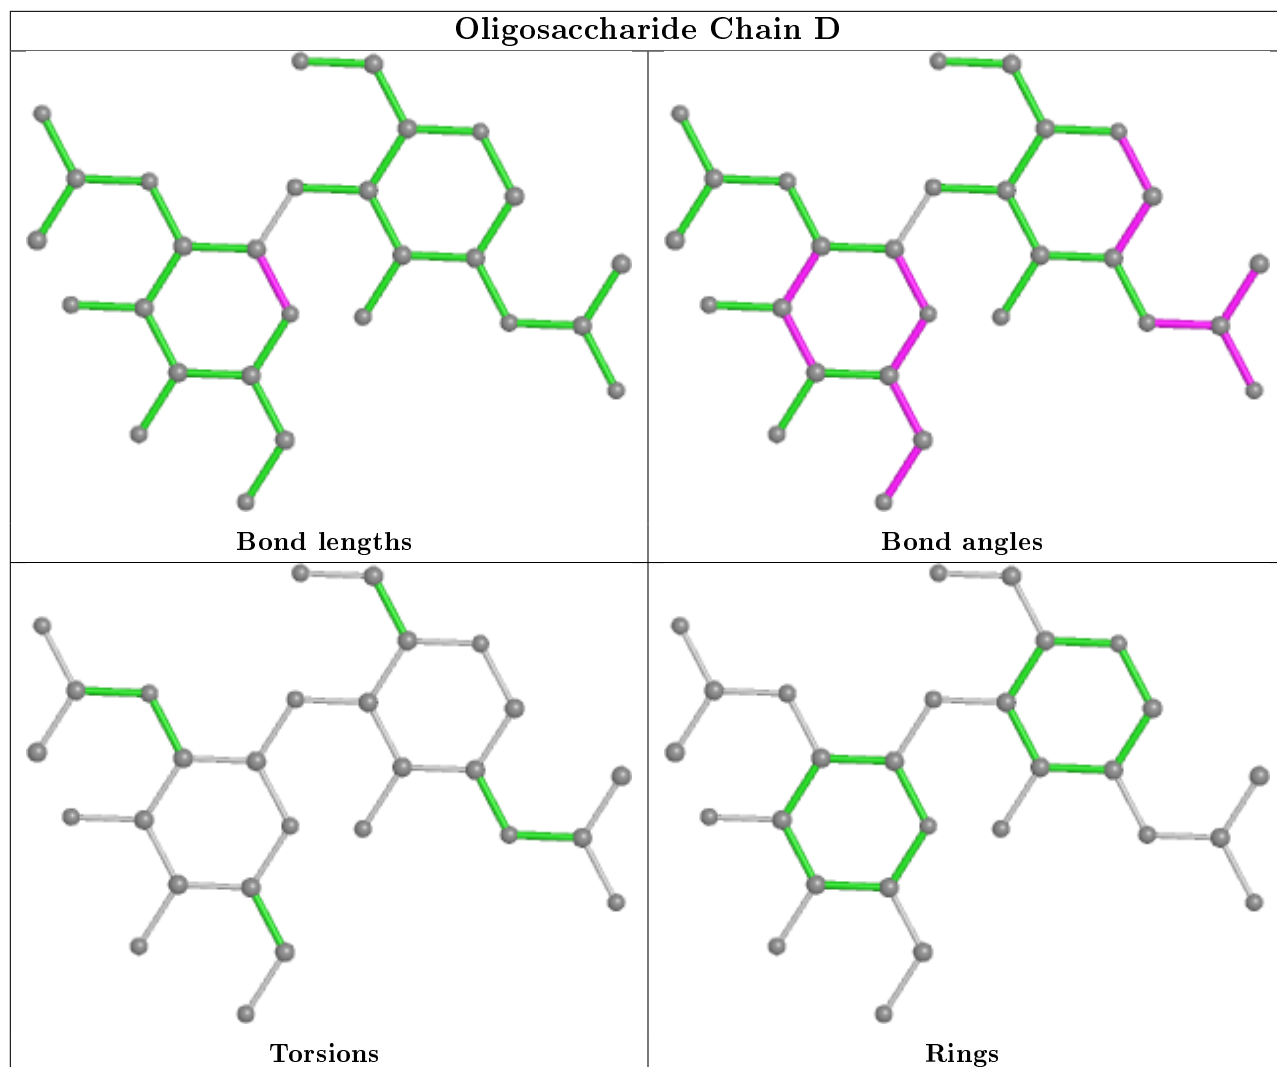 Oligosaccharide Chain D
Bond lengths
Bond angles
Torsions
Rings